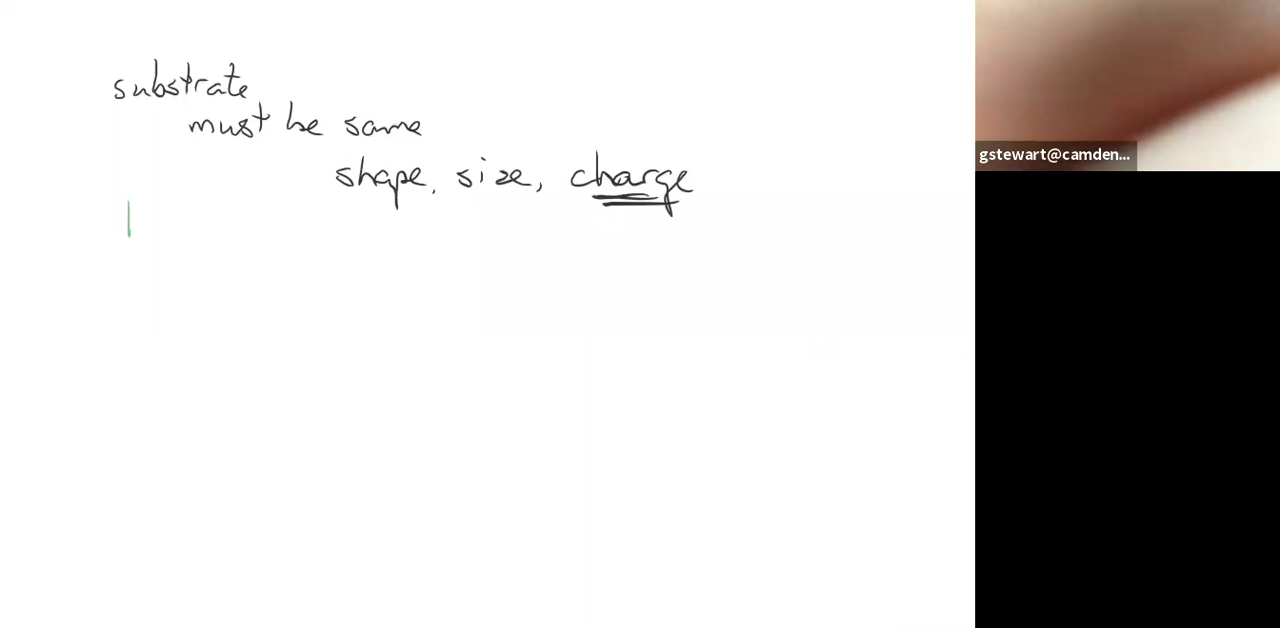 substrate
must be same
shape, size, charge
gstewart@camden...